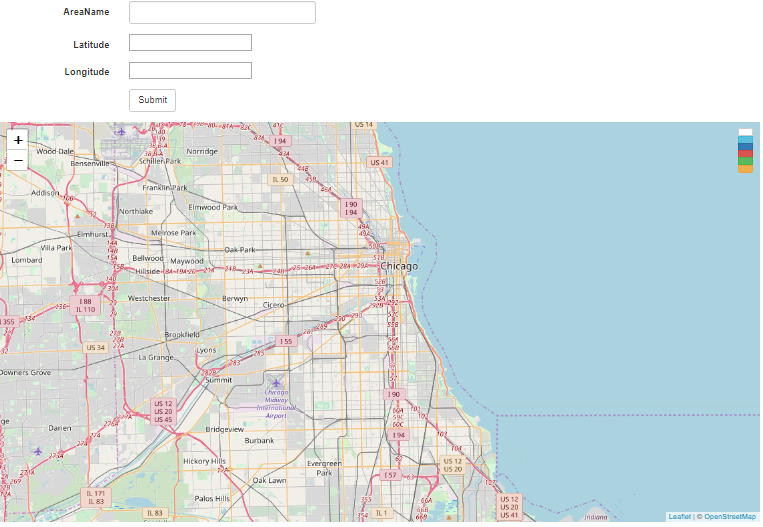 AreaName
Latitude
Longitude
Submit
+
−
US 14
I 94
US 41
Wood Dale
Bensenville
Schiller Park
Norridge
IL 50
Franklin Park
Addison
Elmwood Park
Northlake
I 90
I 94
Elmhurst
Melrose Park
Villa Park
Oak Park
Lombard
Bellwood
Maywood
Hillside
Chicago
Westchester
Berwyn
Cicero
I 88
IL 110
I 355
Brookfield
I 55
US 34
Lyons
La Grange
Downers Grove
Summit
Chicago
Midway
International
Airport
I 90
US 12
US 20
US 45
Darien
Bridgeview
Burbank
I 94
Hickory Hills
Evergreen
Park
US 12
US 20
Oak Lawn
I 57
IL 171
IL 83
Palos Hills
IL 83
IL 1
US 12
US 20
US 41
Indiana
Leaflet | © OpenStreetMap